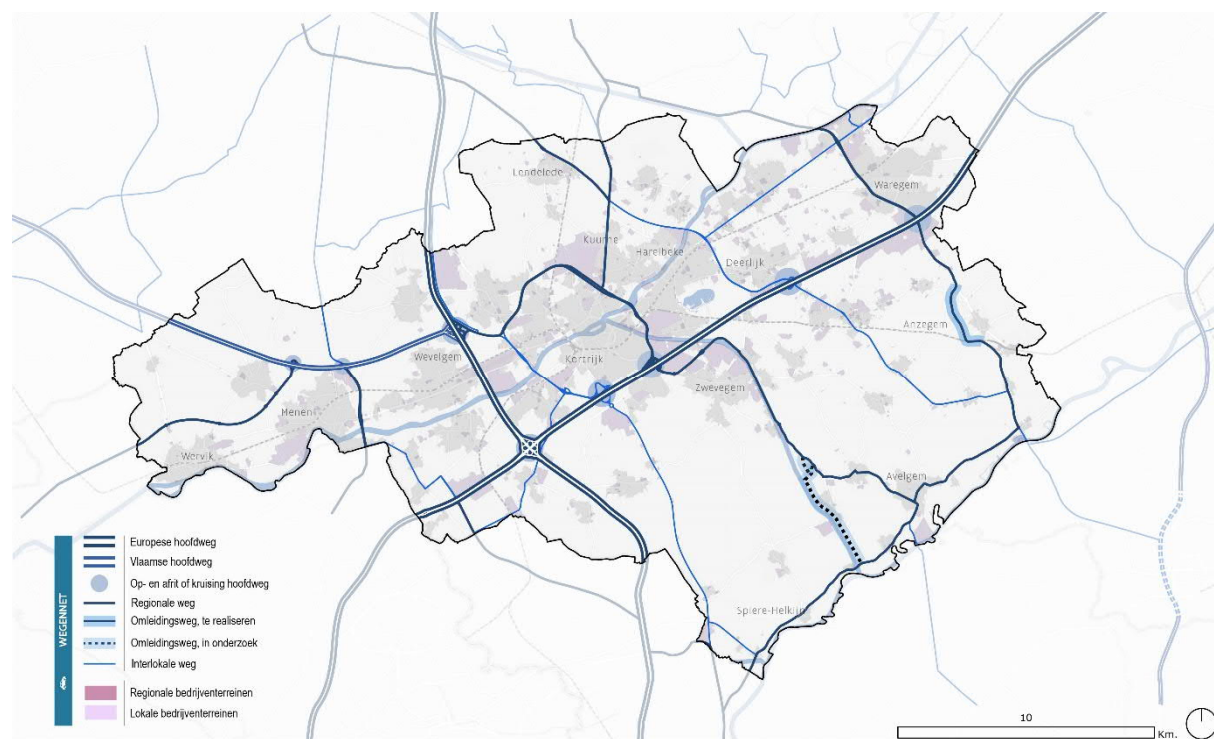 Waregem
Lendelede
Kuurne
Harelbeke
Deerlijk
Anzegem
Wevelgem
Kortrijk
Zwevegem
Menen
Wervik
Avelgem
Spiere-Helkijn
WEGENNET
Europese hoofdweg
Vlaamse hoofdweg
Op- en afrit of kruising hoofdweg
Regionale weg
Omleidingsweg, te realiseren
Omleidingsweg, in onderzoek
Interlokale weg
Regionale bedrijventerreinen
Lokale bedrijventerreinen
10
Km.